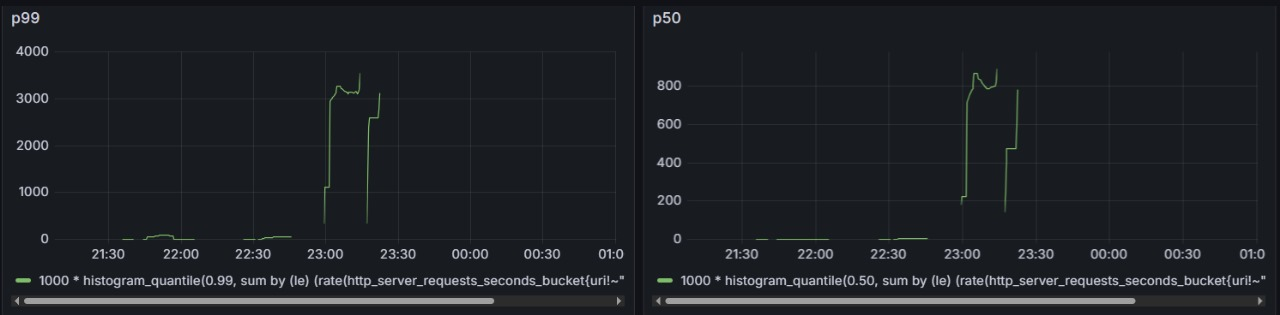 p99
4000
3000
2000
1000
0
21:30 22:00 22:30 23:00 23:30 00:00 00:30 01:0
1000 * histogram_quantile(0.99, sum by (le) (rate(http_server_requests_seconds_bucket{uri!~"
p50
800
600
400
200
0
21:30 22:00 22:30 23:00 23:30 00:00 00:30 01:0
1000 * histogram_quantile(0.50, sum by (le) (rate(http_server_requests_seconds_bucket{uri!~"